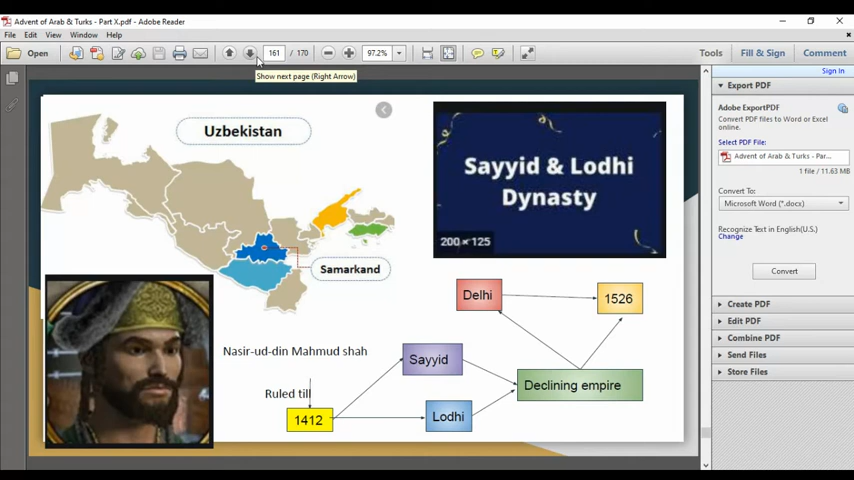 Advent of Arab & Turks - Part X.pdf - Adobe Reader
File Edit View Window Help
Open
161 / 170
97.2%
Tools
Fill & Sign
Comment
Show next page (Right Arrow)
Sign In
Export PDF
Adobe ExportPDF
Convert PDF files to Word or Excel
online.
Select PDF File:
Advent of Arab & Turks - Par...
1 file / 11.63 MB
Convert To:
Microsoft Word (*.docx)
Recognize Text in English(U.S.)
Change
Convert
Create PDF
Edit PDF
Combine PDF
Send Files
Store Files
Uzbekistan
Samarkand
Sayyid & Lodhi
Dynasty
200 × 125
Delhi
1526
Nasir-ud-din Mahmud shah
Sayyid
Declining empire
Ruled till
1412
Lodhi